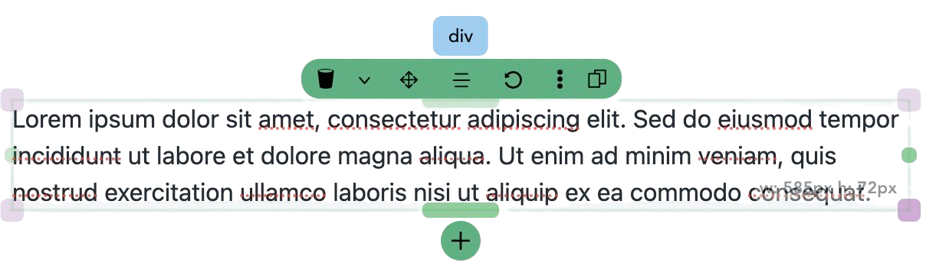 div
Lorem ipsum dolor sit amet, consectetur adipiscing elit. Sed do eiusmod tempor
incididunt ut labore et dolore magna aliqua. Ut enim ad minim veniam, quis
nostrud exercitation ullamco laboris nisi ut aliquip ex ea commodo consequat.
w: 585px h: 72px